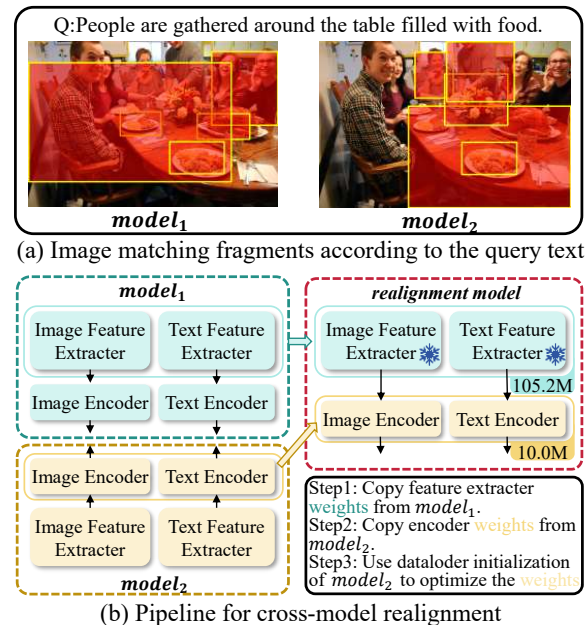 Q:People are gathered around the table filled with food.
model₁
model₂
(a) Image matching fragments according to the query text
model₁
Image Feature
Extracter
Text Feature
Extracter
Image Encoder
Text Encoder
Image Encoder
Text Encoder
Image Feature
Extracter
Text Feature
Extracter
model₂
realignment model
Image Feature
Extracter
Text Feature
Extracter
105.2M
Image Encoder
Text Encoder
10.0M
Step1: Copy feature extracter
weights from model₁.
Step2: Copy encoder weights from
model₂.
Step3: Use dataloder initialization
of model₂ to optimize the weights
(b) Pipeline for cross-model realignment